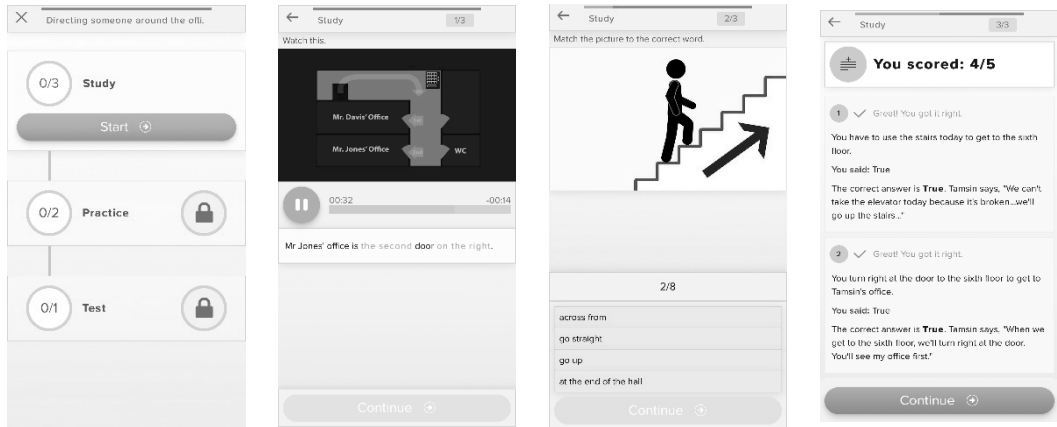 Directing someone around the offi.
0/3 Study
Start
0/2 Practice
0/1 Test
Study 1/3
Watch this.
Mr. Davis' Office
Mr. Jones' Office
WC
00:32 -00:14
Mr Jones' office is the second door on the right.
Continue
Study 2/3
Match the picture to the correct word.
2/8
across from
go straight
go up
at the end of the hall
Continue
Study 3/3
You scored: 4/5
1 Great! You got it right.
You have to use the stairs today to get to the sixth
floor.
You said: True
The correct answer is True. Tamsin says, "We can't
take the elevator today because it's broken...we'll
go up the stairs..."
2 Great! You got it right.
You turn right at the door to the sixth floor to get to
Tamsin's office.
You said: True
The correct answer is True. Tamsin says, "When we
get to the sixth floor, we'll turn right at the door.
You'll see my office first."
Continue